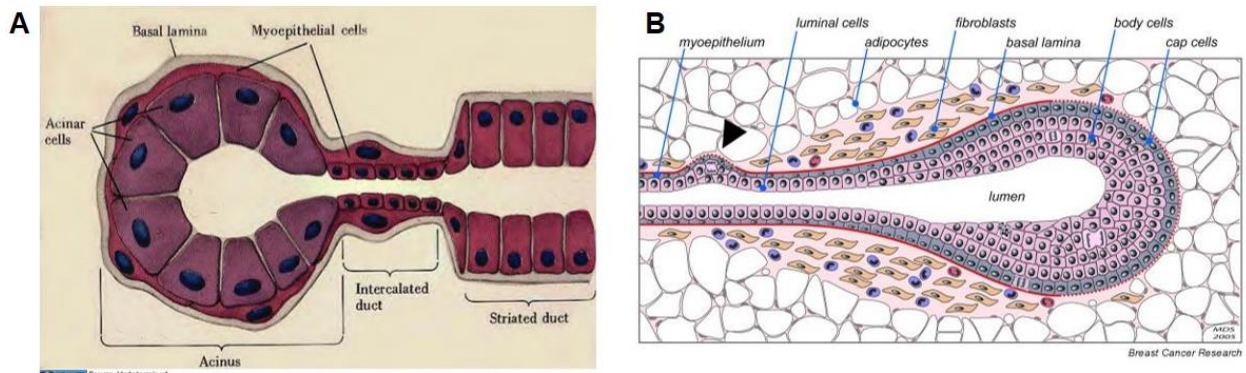 A
Basal lamina
Myoepithelial cells
Acinar
cells
Intercalated
duct
Striated duct
Acinus
B
luminal cells
fibroblasts
body cells
myoepithelium
adipocytes
basal lamina
cap cells
lumen
MDS
2005
Breast Cancer Research